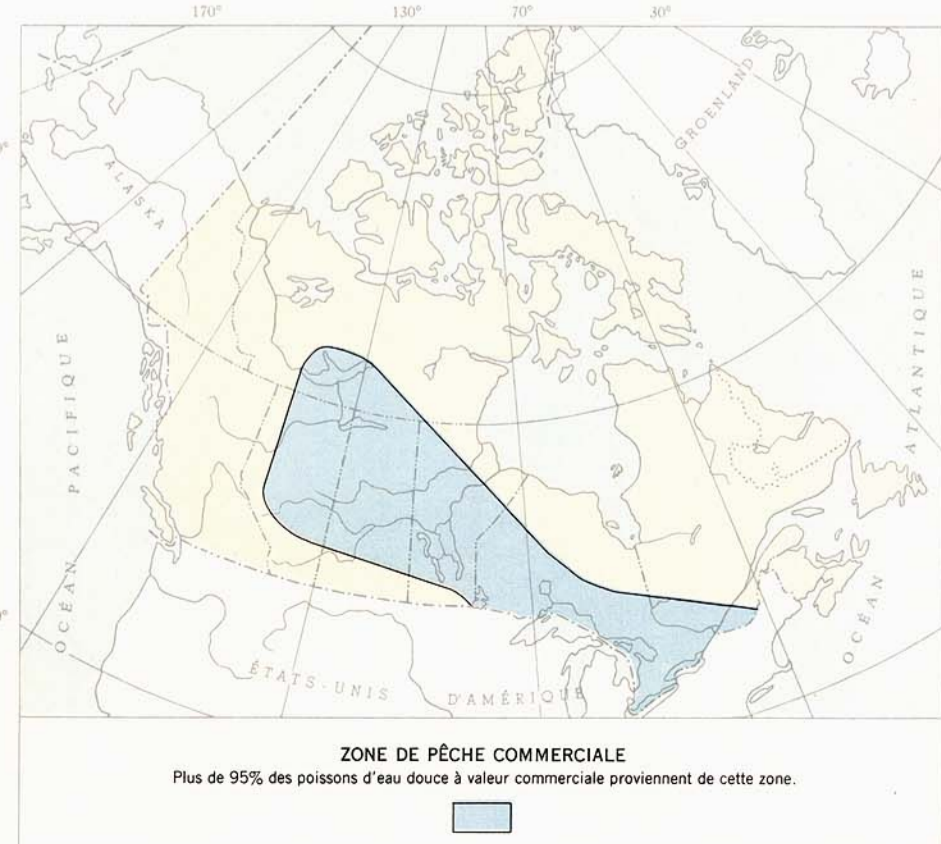 170° 130° 70° 30°
GROENLAND
ALASKA
OCÉAN PACIFIQUE
OCÉAN ATLANTIQUE
ÉTATS-UNIS D'AMÉRIQUE
ZONE DE PÊCHE COMMERCIALE
Plus de 95% des poissons d'eau douce à valeur commerciale proviennent de cette zone.